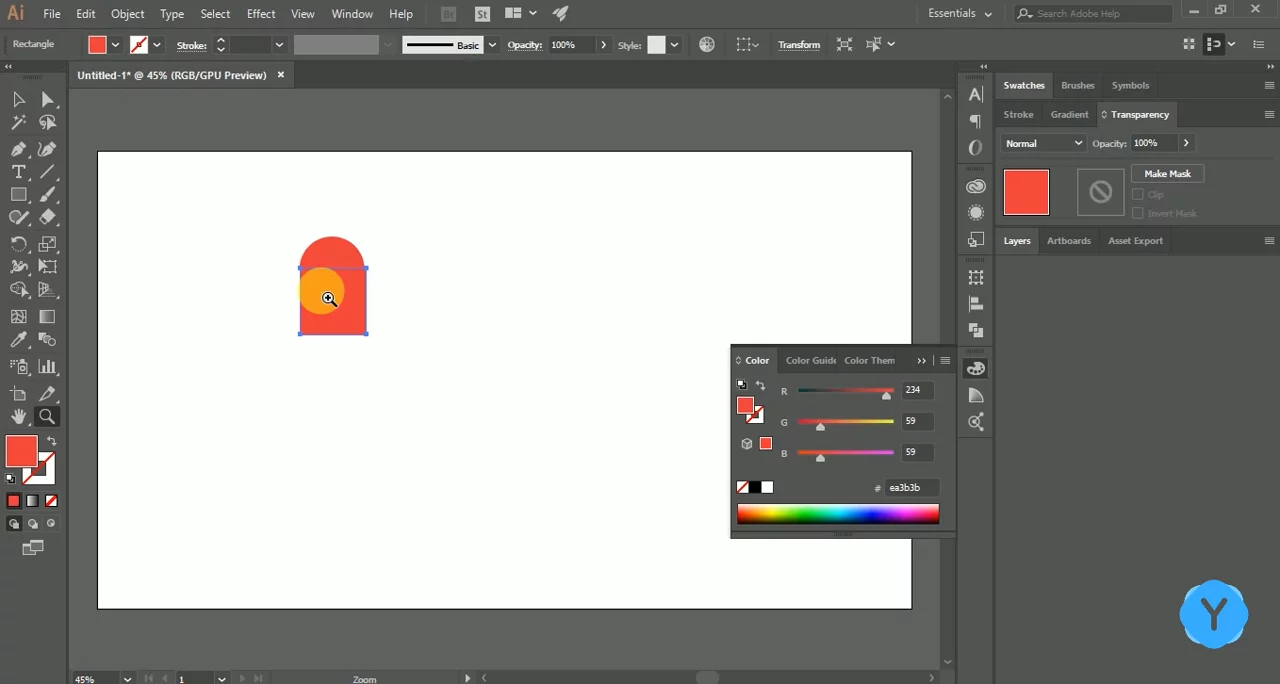 Ai File Edit Object Type Select Effect View Window Help Br St Essentials Search Adobe Help
Rectangle Stroke: Basic Opacity: 100% Style: Transform
Untitled-1* @ 45% (RGB/GPU Preview) ×
Swatches Brushes Symbols
Stroke Gradient Transparency
Normal Opacity: 100%
Make Mask
Clip
Invert Mask
Layers Artboards Asset Export
Color Color Guide Color Them
R 234
G 59
B 59
# ea3b3b
Y
45% 1 Zoom